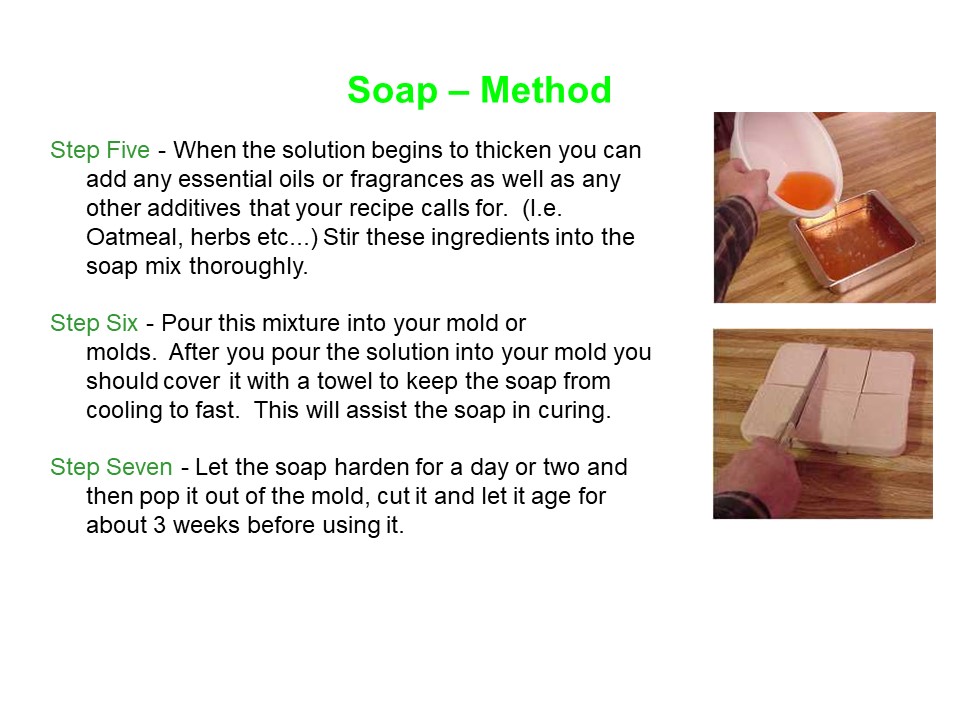 Soap – Method
Step Five - When the solution begins to thicken you can
add any essential oils or fragrances as well as any
other additives that your recipe calls for.  (I.e.
Oatmeal, herbs etc...) Stir these ingredients into the
soap mix thoroughly.
Step Six - Pour this mixture into your mold or
molds.  After you pour the solution into your mold you
should cover it with a towel to keep the soap from
cooling to fast.  This will assist the soap in curing.
Step Seven - Let the soap harden for a day or two and
then pop it out of the mold, cut it and let it age for
about 3 weeks before using it.